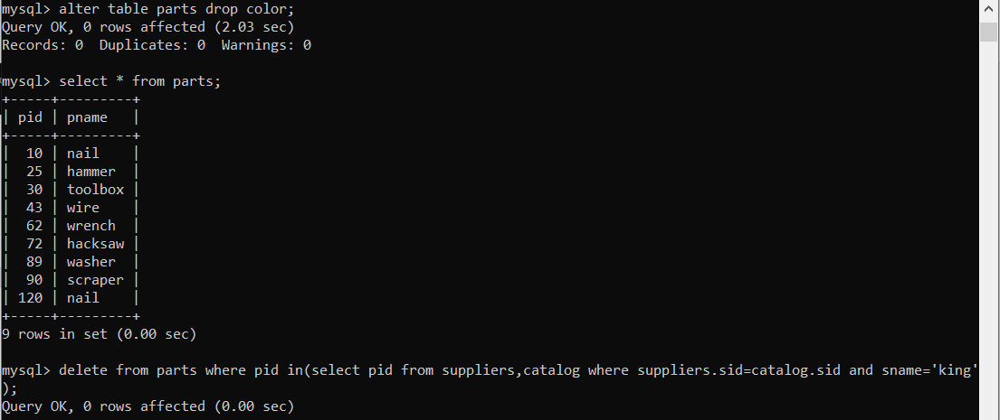 mysql> alter table parts drop color;
Query OK, 0 rows affected (2.03 sec)
Records: 0  Duplicates: 0  Warnings: 0
mysql> select * from parts;
+-----+---------+
| pid | pname   |
+-----+---------+
|  10 | nail    |
|  25 | hammer  |
|  30 | toolbox |
|  43 | wire    |
|  62 | wrench  |
|  72 | hacksaw |
|  89 | washer  |
|  90 | scraper |
| 120 | nail    |
+-----+---------+
9 rows in set (0.00 sec)
mysql> delete from parts where pid in(select pid from suppliers,catalog where suppliers.sid=catalog.sid and sname='king'
);
Query OK, 0 rows affected (0.00 sec)